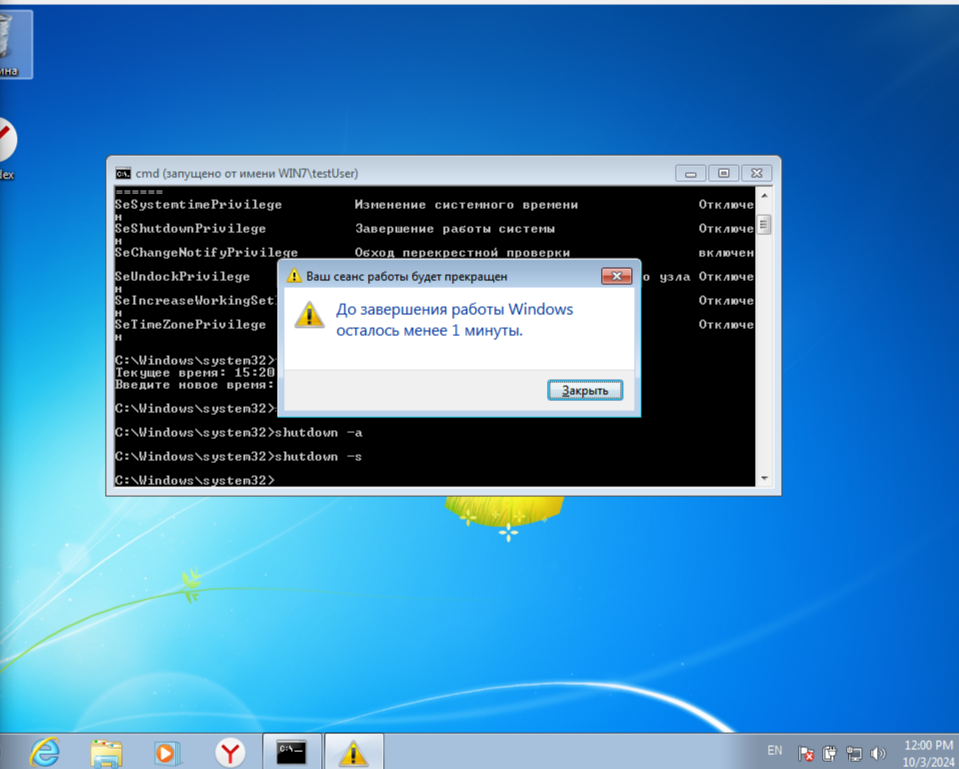 ина
dex
cmd (запущено от имени WIN7\testUser)
======
SeSystemtimePrivilege Изменение системного времени Отключе
н
SeShutdownPrivilege Завершение работы системы Отключе
н
SeChangeNotifyPrivilege Обход перекрестной проверки включен
SeUndockPrivilege о узла Отключе
н
SeIncreaseWorkingSet Отключе
н
SeTimeZonePrivilege Отключе
н
C:\Windows\system32>
Текущее время: 15:20
Введите новое время:
C:\Windows\system32>
C:\Windows\system32>shutdown -a
C:\Windows\system32>shutdown -s
C:\Windows\system32>
Ваш сеанс работы будет прекращен
До завершения работы Windows
осталось менее 1 минуты.
Закрыть
EN
12:00 PM
10/3/2024